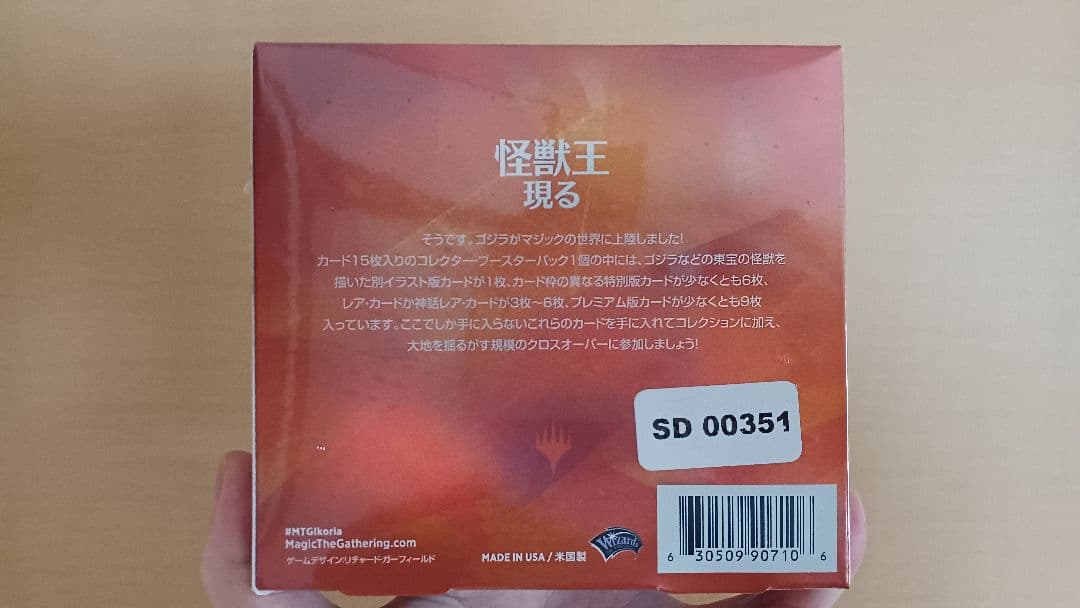 怪獣王
現る
そうです。ゴジラがマジックの世界に上陸しました!
カード15枚入りのコレクター・ブースターパック1個の中には、ゴジラなどの東宝の怪獣を
描いた別イラスト版カードが1枚、カード枠の異なる特別版カードが少なくとも6枚、
レア・カードか神話レア・カードが3枚〜6枚、プレミアム版カードが少なくとも9枚
入っています。ここでしか手に入らないこれらのカードを手に入れてコレクションに加え、
大地を揺るがす規模のクロスオーバーに参加しましょう!
SD 00351
#MTGIkoria
MagicTheGathering.com
ゲームデザイン:リチャード・ガーフィールド
MADE IN USA / 米国製
Wizards
6 30509 90710 6